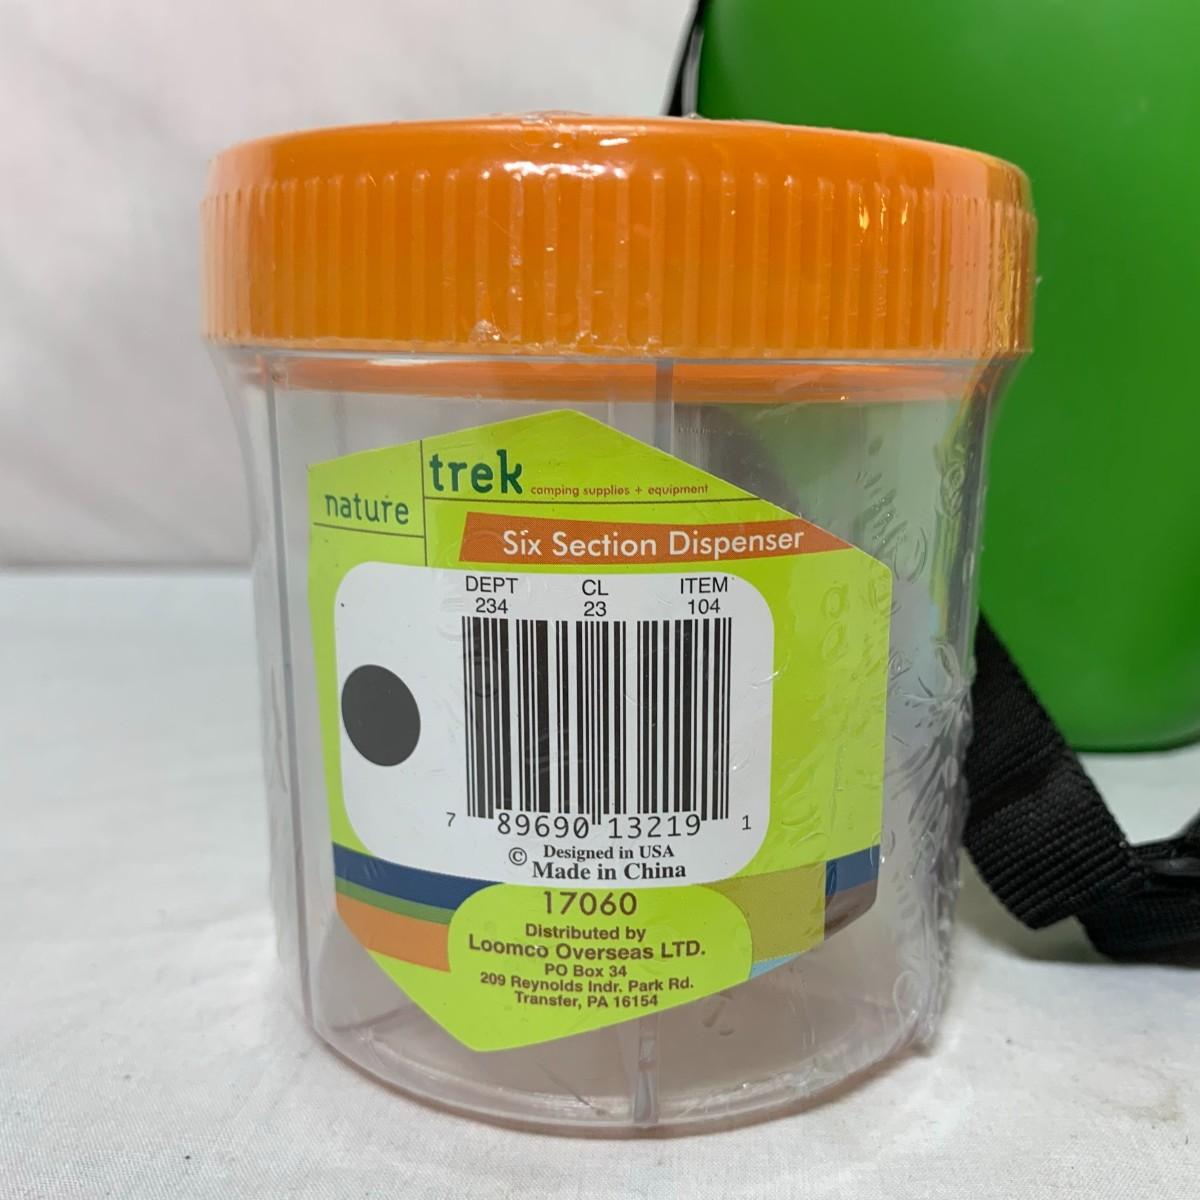 nature
trek
camping supplies + equipment
Six Section Dispenser
DEPT CL ITEM
234 23 104
7 89690 13219 1
© Designed in USA
Made in China
17060
Distributed by
Loomco Overseas LTD.
PO Box 34
209 Reynolds Indr. Park Rd.
Transfer, PA 16154